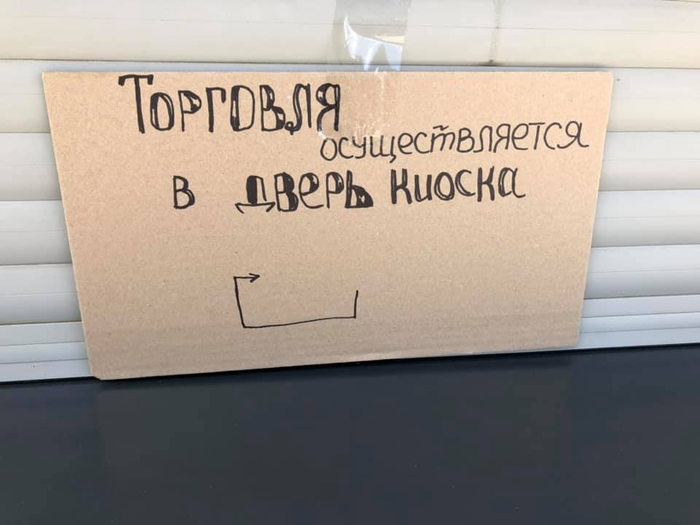 Торговля
осуществляется
в дверь киоска